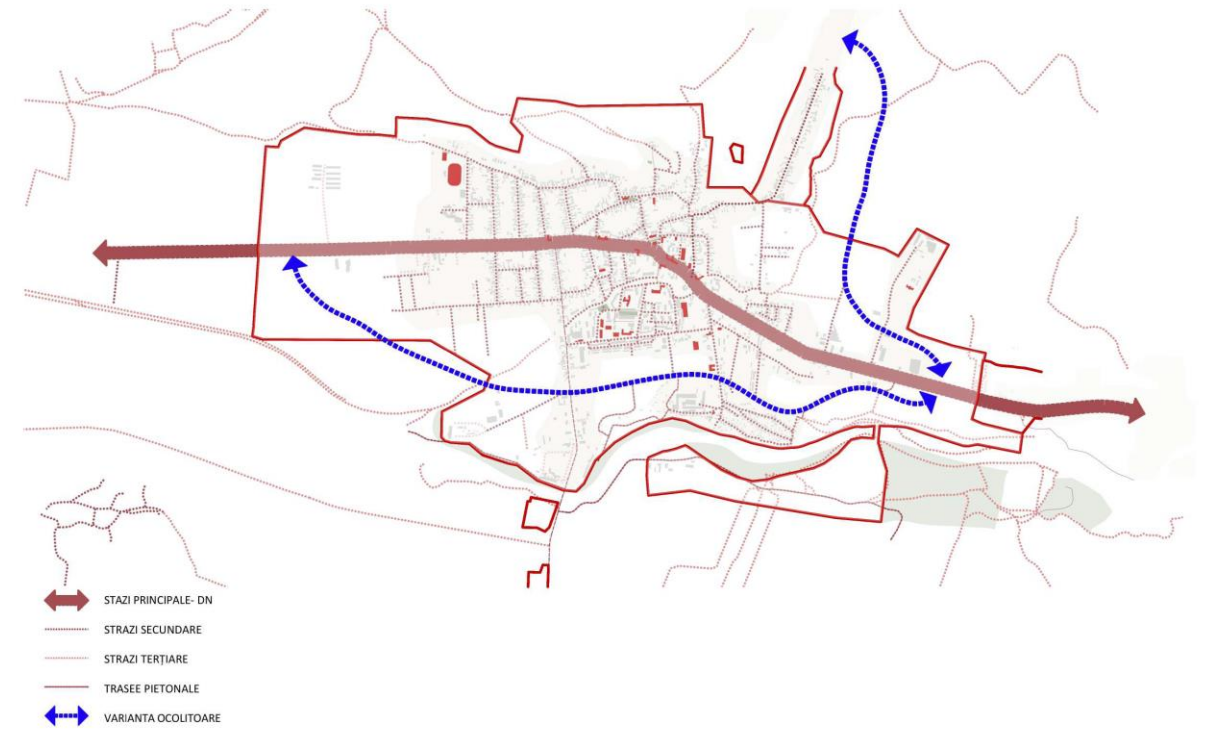 STAZI PRINCIPALE- DN
STRAZI SECUNDARE
STRAZI TERȚIARE
TRASEE PIETONALE
VARIANTA OCOLITOARE